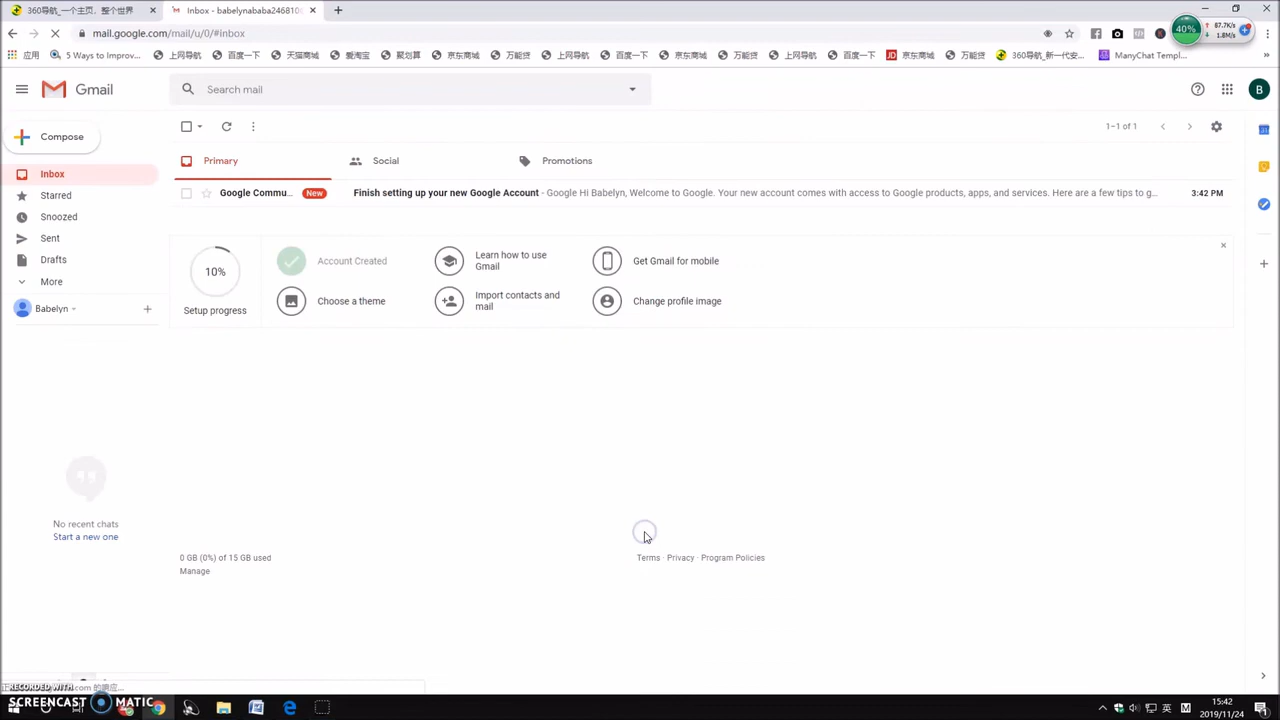 360导航_一个主页，整个世界
Inbox - babelynababa246810
mail.google.com/mail/u/0/#inbox
40%
87.7K/s
1.8M/s
应用
5 Ways to Improv...
上网导航
百度一下
天猫商城
爱淘宝
聚划算
京东商城
万能贷
上网导航
百度一下
京东商城
万能贷
上网导航
百度一下
京东商城
万能贷
360导航_新一代安...
ManyChat Templ...
Gmail
Search mail
B
Compose
1–1 of 1
Primary
Social
Promotions
Inbox
Starred
Snoozed
Sent
Drafts
More
Babelyn
Google Commu...
New
Finish setting up your new Google Account - Google Hi Babelyn, Welcome to Google. Your new account comes with access to Google products, apps, and services. Here are a few tips to g...
3:42 PM
10%
Setup progress
Account Created
Learn how to use
Gmail
Get Gmail for mobile
Choose a theme
Import contacts and
mail
Change profile image
No recent chats
Start a new one
0 GB (0%) of 15 GB used
Manage
Terms · Privacy · Program Policies
RECORDED WITH
SCREENCAST MATIC
英
M
15:42
2019/11/24